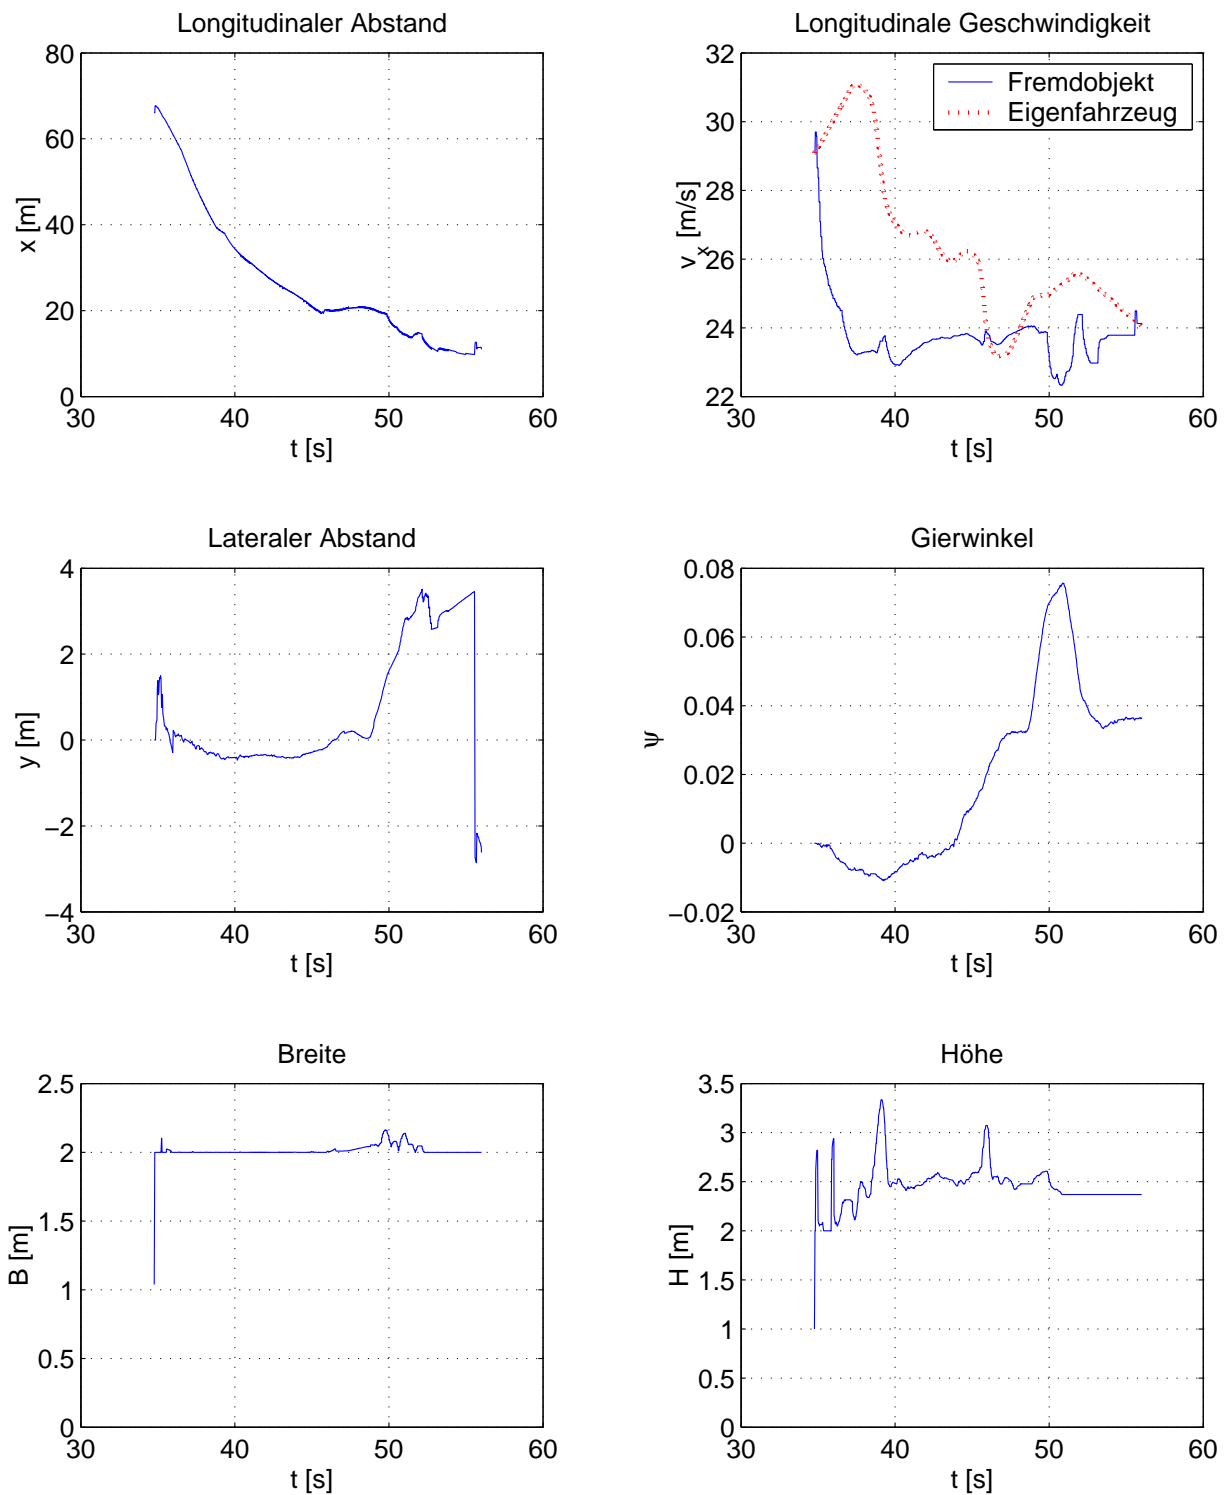 Longitudinaler Abstand
80
60
40
20
0
x [m]
30 40 50 60
t [s]
Longitudinale Geschwindigkeit
32
30
28
26
24
22
v_x [m/s]
Fremdobjekt
Eigenfahrzeug
30 40 50 60
t [s]
Lateraler Abstand
4
2
0
−2
−4
y [m]
30 40 50 60
t [s]
Gierwinkel
0.08
0.06
0.04
0.02
0
−0.02
ψ
30 40 50 60
t [s]
Breite
2.5
2
1.5
1
0.5
0
B [m]
30 40 50 60
t [s]
Höhe
3.5
3
2.5
2
1.5
1
0.5
0
H [m]
30 40 50 60
t [s]